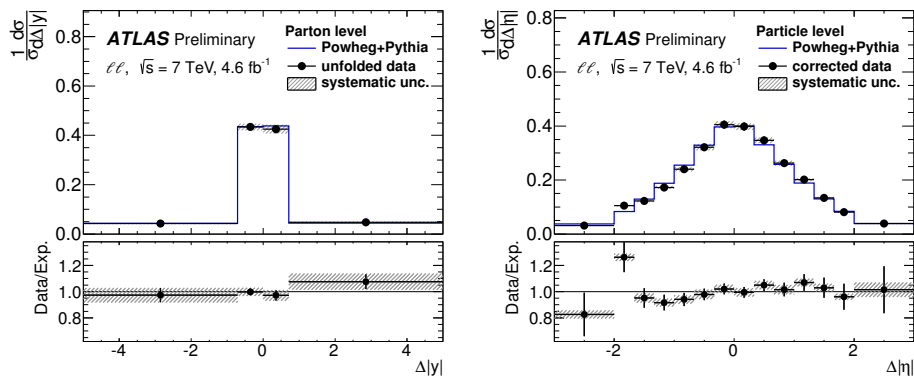 ATLAS Preliminary
ℓℓ, √s = 7 TeV, 4.6 fb⁻¹
Parton level
Powheg+Pythia
unfolded data
systematic unc.
1/σ dσ/dΔ|y|
0.8
0.6
0.4
0.2
0.0
Data/Exp.
1.2
1.0
0.8
-4 -2 0 2 4
Δ|y|
ATLAS Preliminary
ℓℓ, √s = 7 TeV, 4.6 fb⁻¹
Particle level
Powheg+Pythia
corrected data
systematic unc.
1/σ dσ/dΔ|η|
0.8
0.6
0.4
0.2
0.0
Data/Exp.
1.2
1.0
0.8
-2 0 2
Δ|η|